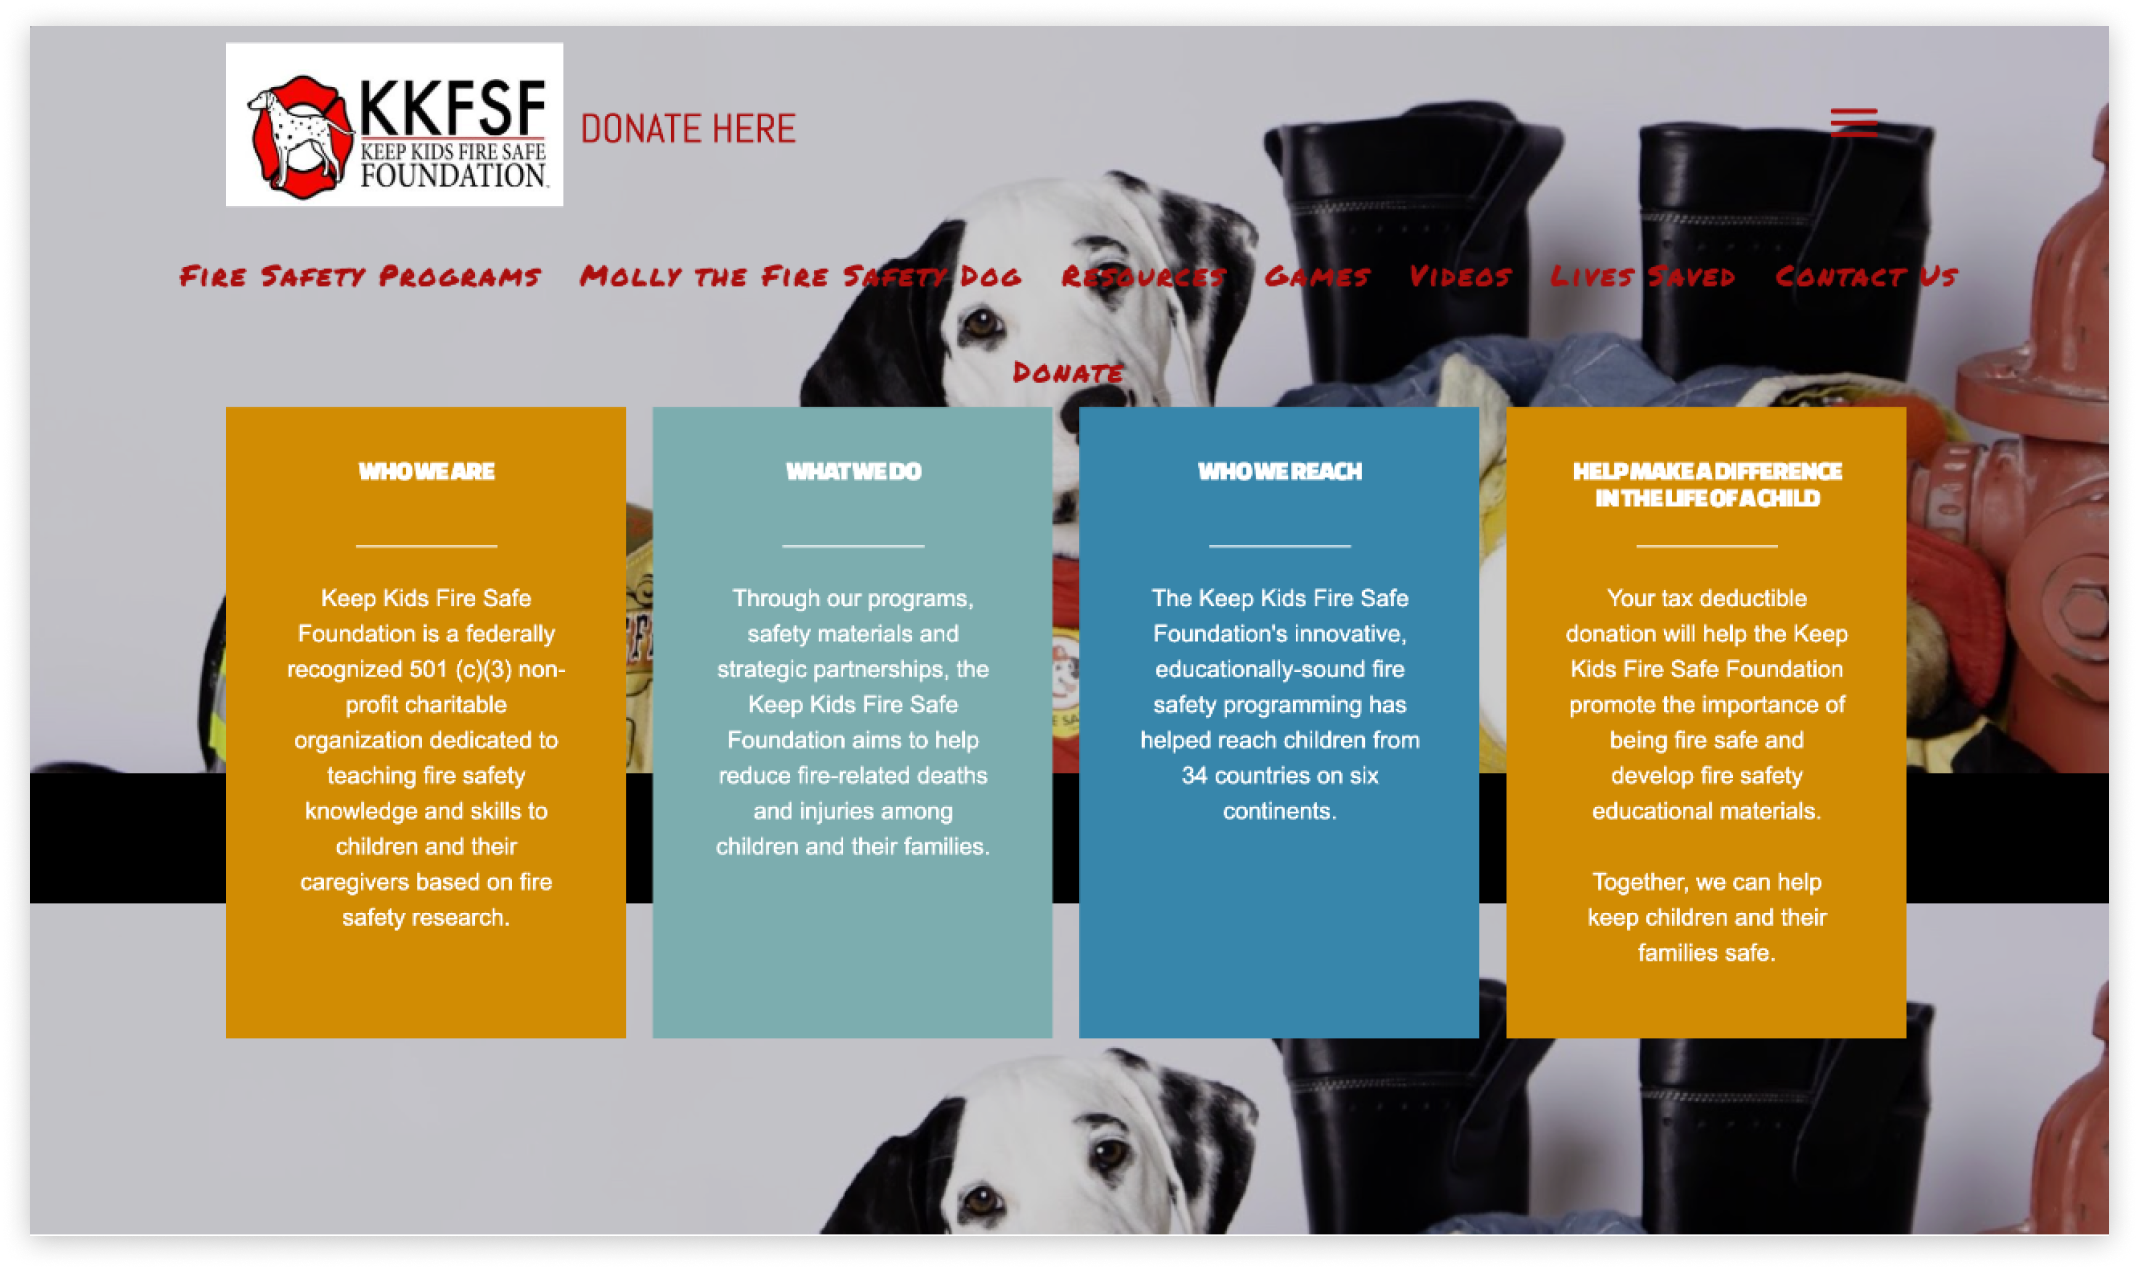 KKFSF
KEEP KIDS FIRE SAFE
FOUNDATION
DONATE HERE
Fire Safety Programs Molly the Fire Safety Dog Resources Games Videos Lives Saved Contact Us
Donate
WHO WE ARE
Keep Kids Fire Safe
Foundation is a federally
recognized 501 (c)(3) non-
profit charitable
organization dedicated to
teaching fire safety
knowledge and skills to
children and their
caregivers based on fire
safety research.
WHAT WE DO
Through our programs,
safety materials and
strategic partnerships, the
Keep Kids Fire Safe
Foundation aims to help
reduce fire-related deaths
and injuries among
children and their families.
WHO WE REACH
The Keep Kids Fire Safe
Foundation's innovative,
educationally-sound fire
safety programming has
helped reach children from
34 countries on six
continents.
HELP MAKE A DIFFERENCE
IN THE LIFE OF A CHILD
Your tax deductible
donation will help the Keep
Kids Fire Safe Foundation
promote the importance of
being fire safe and
develop fire safety
educational materials.
Together, we can help
keep children and their
families safe.